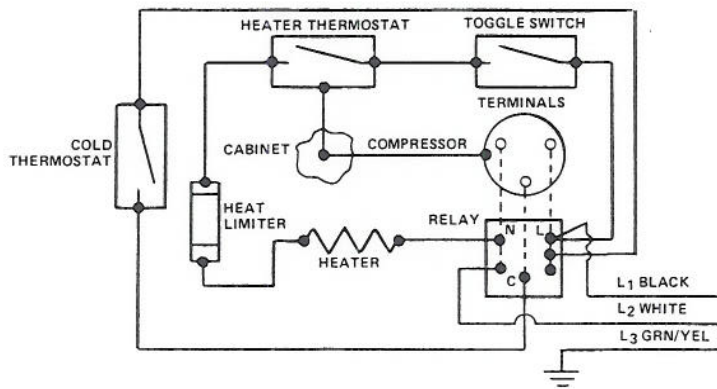 HEATER THERMOSTAT
TOGGLE SWITCH
TERMINALS
COLD
THERMOSTAT
CABINET
COMPRESSOR
HEAT
LIMITER
RELAY
N
L
HEATER
C
L1 BLACK
L2 WHITE
L3 GRN/YEL